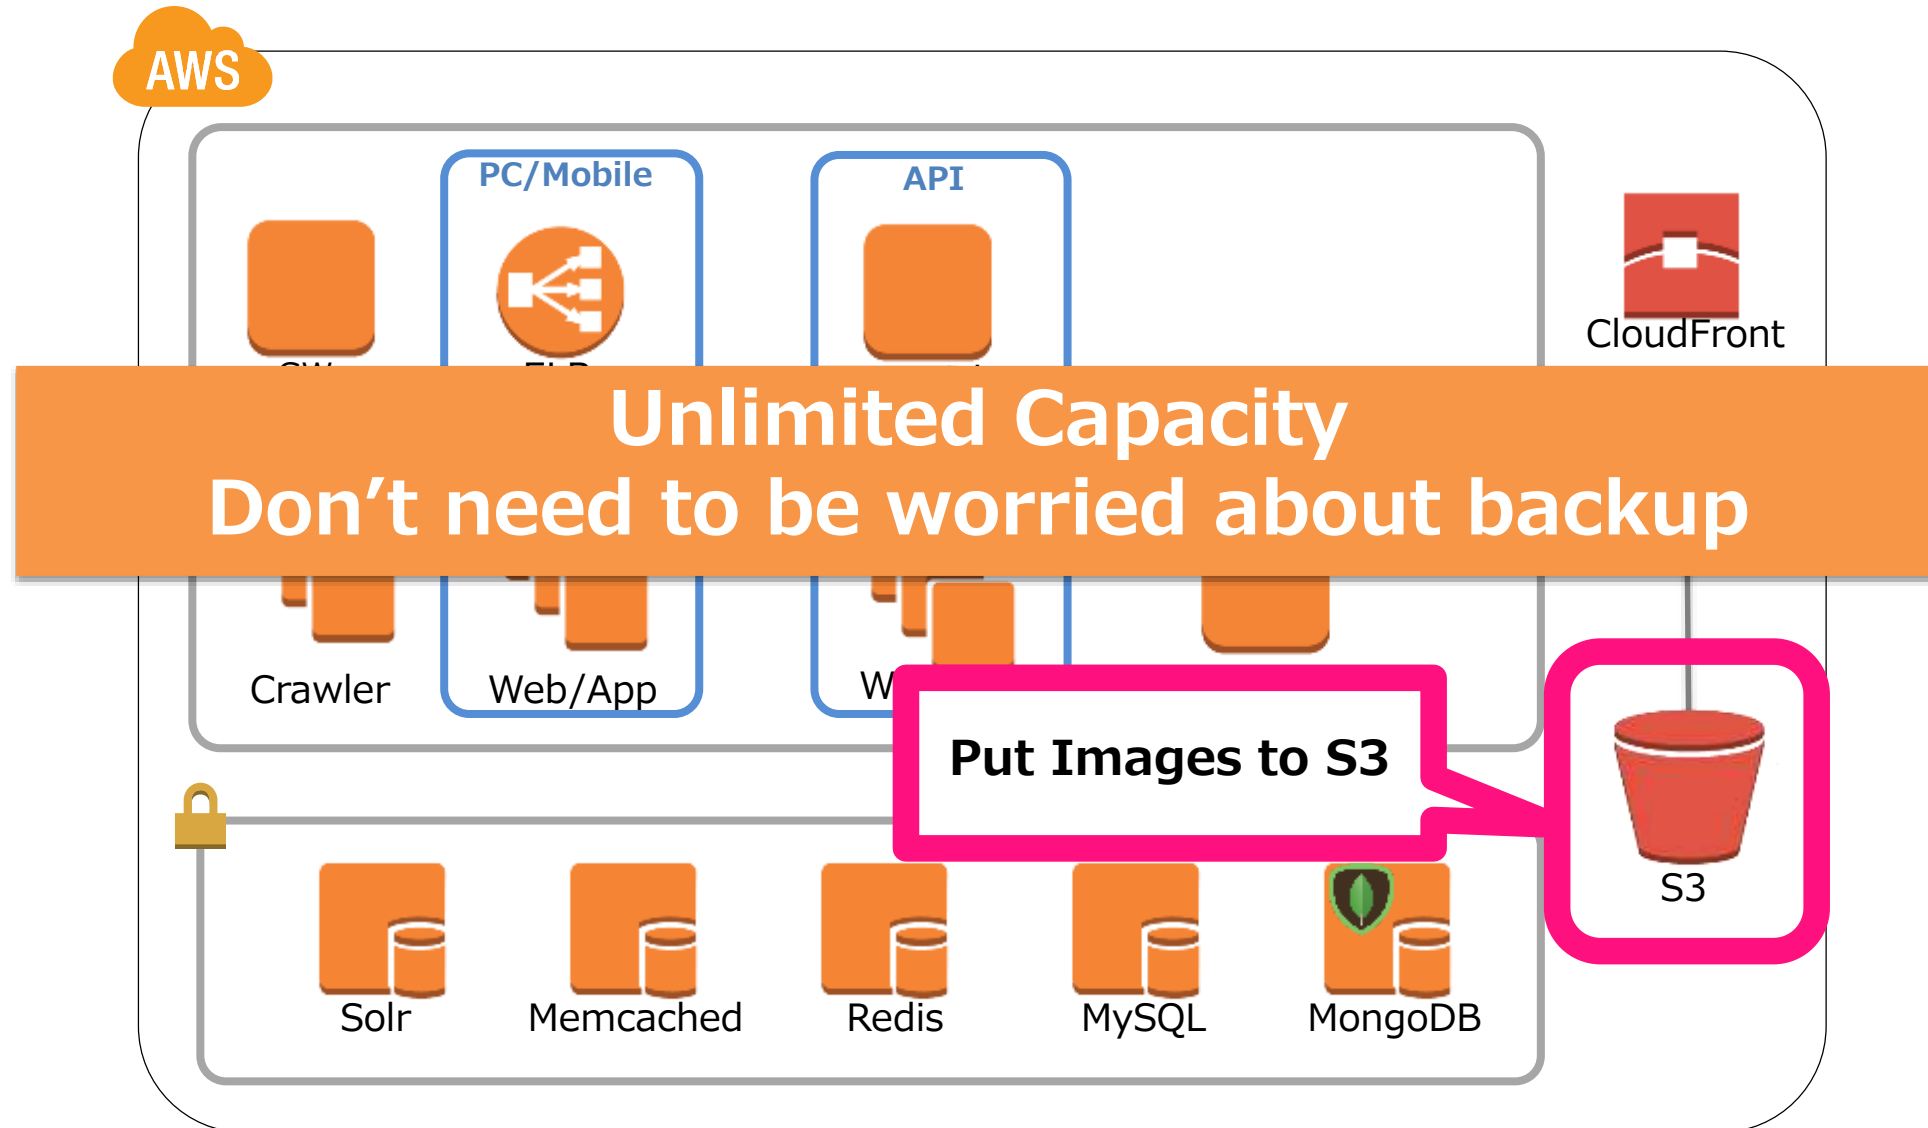 AWS
PC/Mobile
API
CloudFront
Unlimited Capacity
Don’t need to be worried about backup
Crawler
Web/App
Put Images to S3
S3
Solr
Memcached
Redis
MySQL
MongoDB